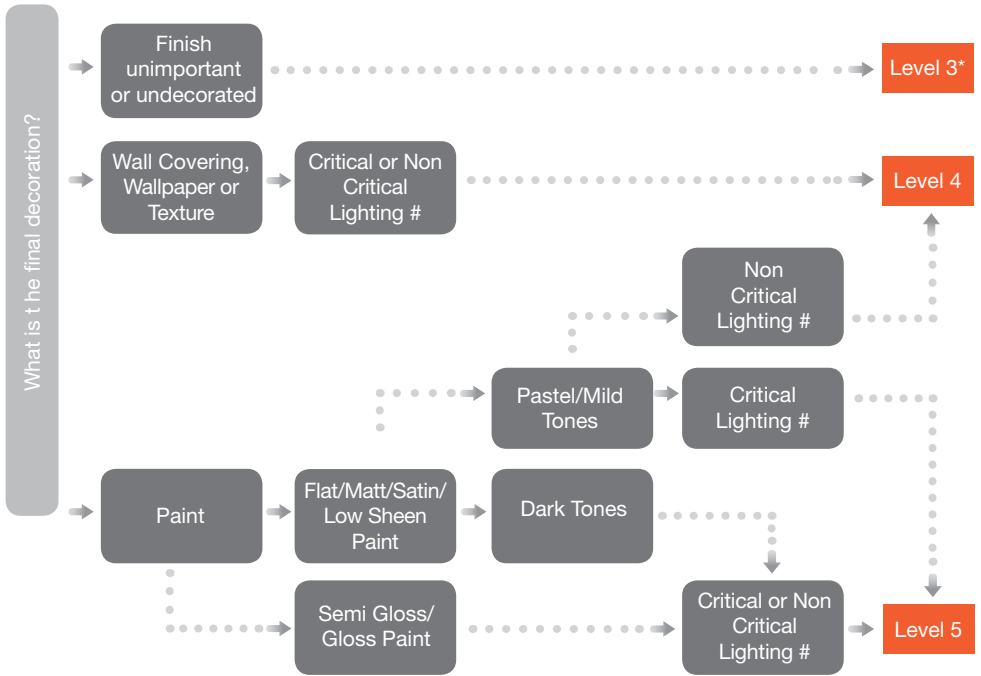 What is t he final decoration?
Finish
unimportant
or undecorated
Level 3*
Wall Covering,
Wallpaper or
Texture
Critical or Non
Critical
Lighting #
Level 4
Non
Critical
Lighting #
Pastel/Mild
Tones
Critical
Lighting #
Paint
Flat/Matt/Satin/
Low Sheen
Paint
Dark Tones
Semi Gloss/
Gloss Paint
Critical or Non
Critical
Lighting #
Level 5